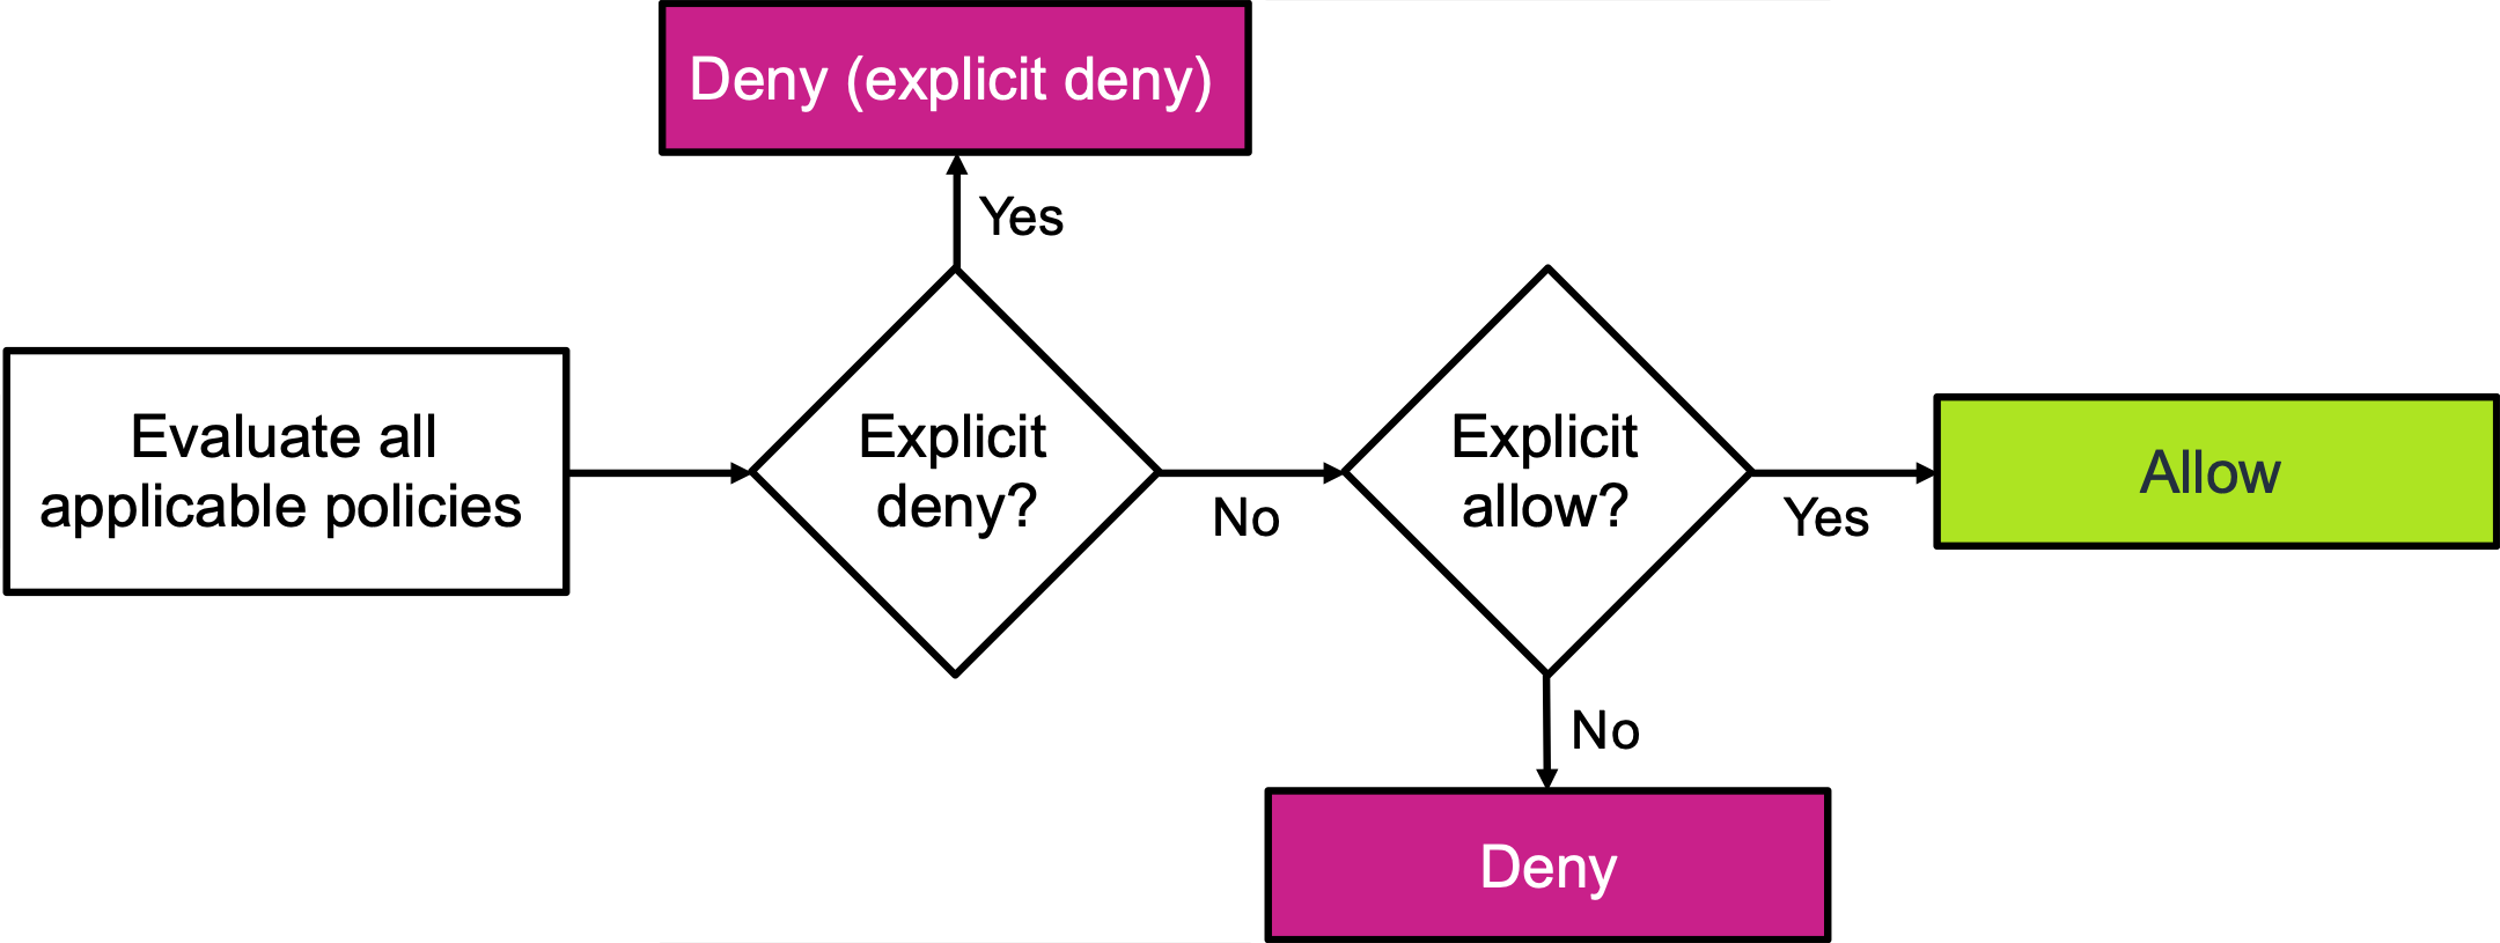 Deny (explicit deny)
Yes
Evaluate all
applicable policies
Explicit
deny?
No
Explicit
allow?
Yes
Allow
No
Deny